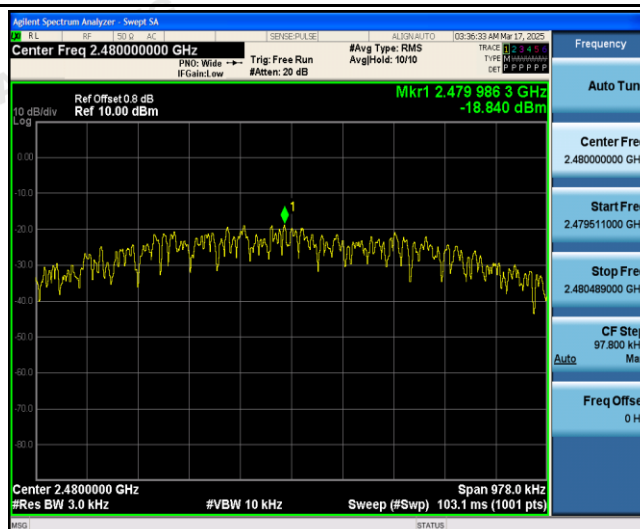 Agilent Spectrum Analyzer - Swept SA
RL RF 50 Ω AC SENSE:PULSE ALIGNAUTO 03:36:33 AM Mar 17, 2025
Center Freq 2.480000000 GHz
PNO: Wide
IFGain:Low
Trig: Free Run
#Atten: 20 dB
#Avg Type: RMS
Avg|Hold: 10/10
TRACE 1 2 3 4 5 6
TYPE M
DET P P P P P P
Mkr1 2.479 986 3 GHz
-18.840 dBm
Ref Offset 0.8 dB
Ref 10.00 dBm
10 dB/div
Log
0.00
-10.0
-20.0
-30.0
-40.0
-50.0
-60.0
-70.0
-80.0
1
Center 2.4800000 GHz
Span 978.0 kHz
#Res BW 3.0 kHz
#VBW 10 kHz
Sweep (#Swp) 103.1 ms (1001 pts)
MSG
STATUS
Frequency
Auto Tun
Center Fre
2.480000000 GH
Start Fre
2.479511000 GH
Stop Fre
2.480489000 GH
CF Step
97.800 kH
Auto Ma
Freq Offse
0 H